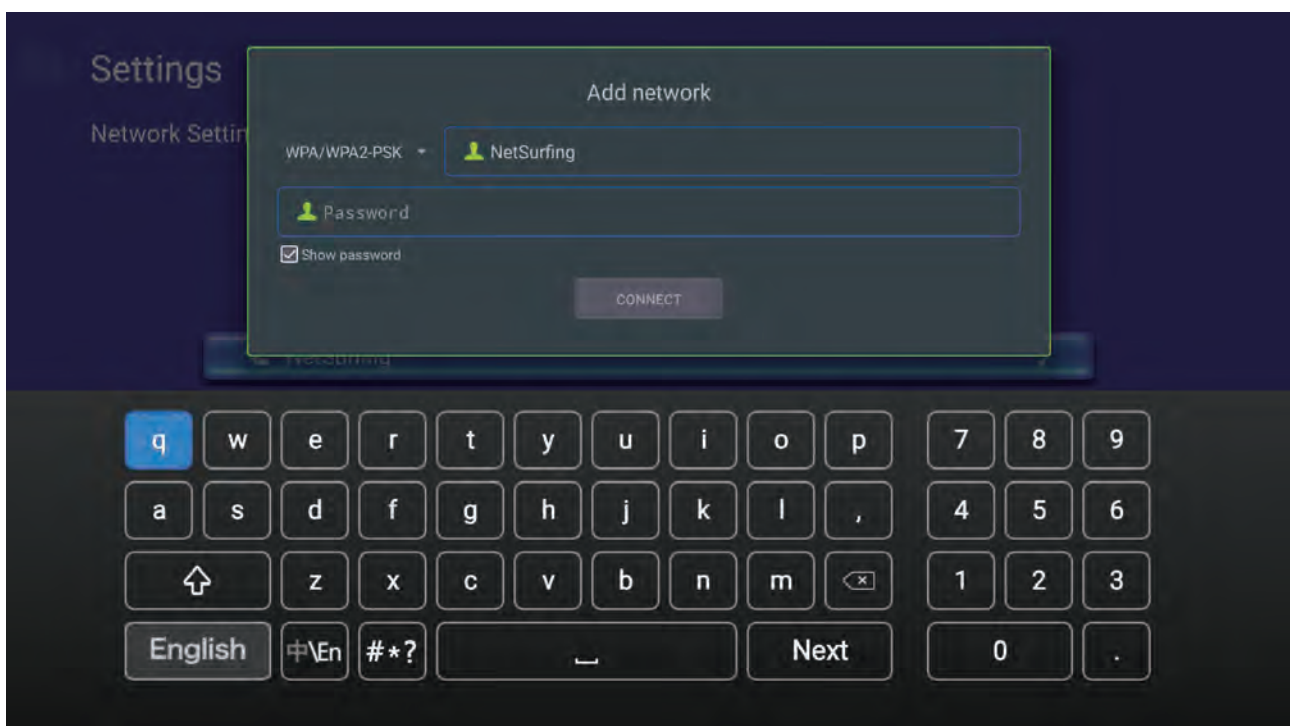 Settings
Add network
Network Settin
WPA/WPA2-PSK NetSurfing
Password
Show password
CONNECT
NetSurfing
q w e r t y u i o p 7 8 9
a s d f g h j k l , 4 5 6
z x c v b n m 1 2 3
English 中\En #*? Next 0 .